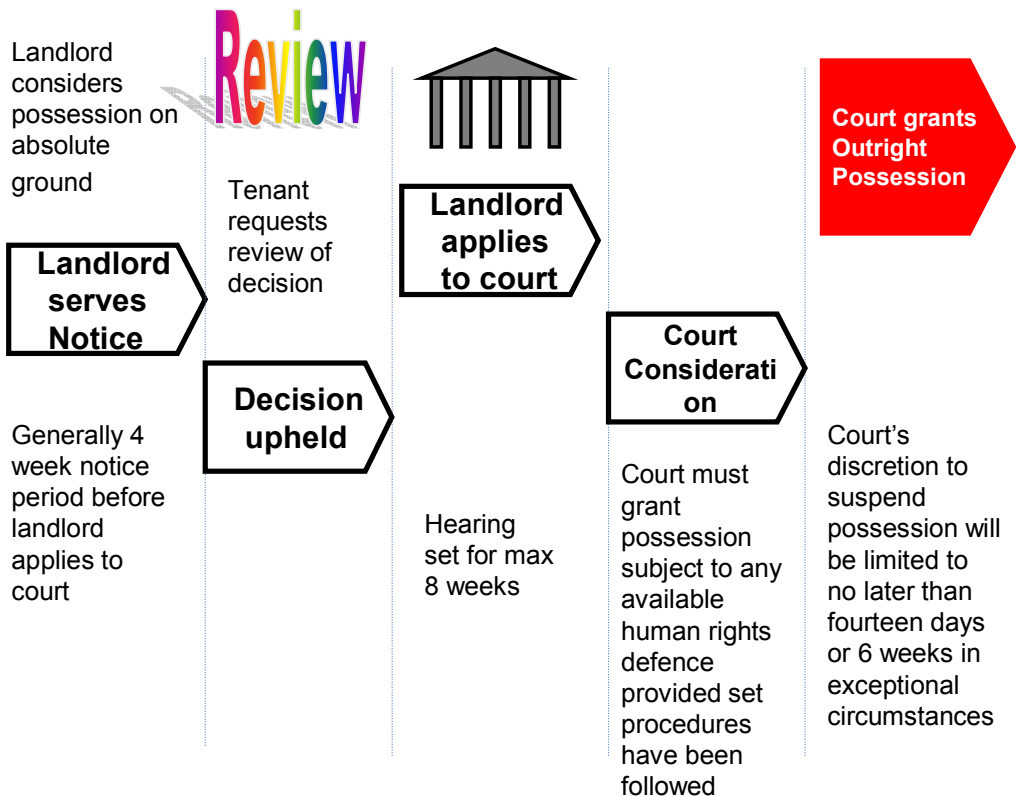 Landlord
considers
possession on
absolute
ground
Landlord
serves
Notice
Generally 4
week notice
period before
landlord
applies to
court
Review
Tenant
requests
review of
decision
Decision
upheld
Landlord
applies
to court
Hearing
set for max
8 weeks
Court
Considerati
on
Court must
grant
possession
subject to any
available
human rights
defence
provided set
procedures
have been
followed
Court grants
Outright
Possession
Court’s
discretion to
suspend
possession will
be limited to
no later than
fourteen days
or 6 weeks in
exceptional
circumstances